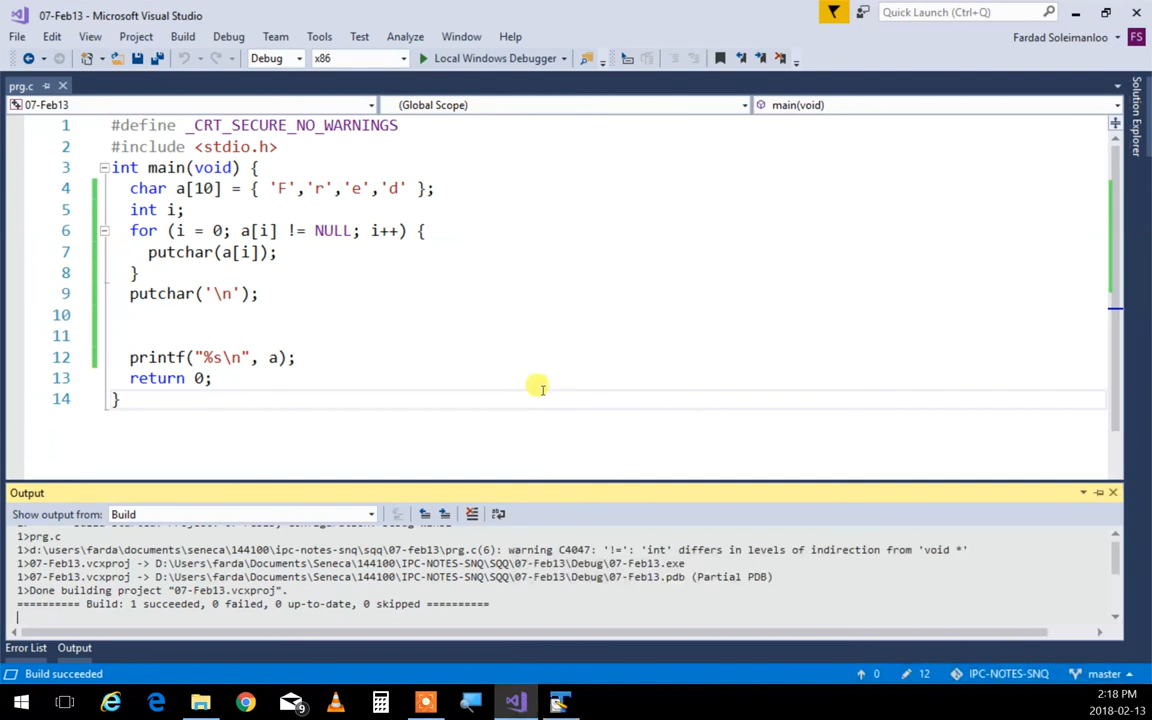 07-Feb13 - Microsoft Visual Studio
Quick Launch (Ctrl+Q)
File Edit View Project Build Debug Team Tools Test Analyze Window Help
Fardad Soleimanloo FS
Debug x86 Local Windows Debugger
prg.c
07-Feb13 (Global Scope) main(void)
Solution Explorer
1 #define _CRT_SECURE_NO_WARNINGS
2 #include <stdio.h>
3 int main(void) {
4 char a[10] = { 'F','r','e','d' };
5 int i;
6 for (i = 0; a[i] != NULL; i++) {
7 putchar(a[i]);
8 }
9 putchar('\n');
10
11
12 printf("%s\n", a);
13 return 0;
14 }
Output
Show output from: Build
1>prg.c
1>d:\users\farda\documents\seneca\144100\ipc-notes-snq\sqq\07-feb13\prg.c(6): warning C4047: '!=': 'int' differs in levels of indirection from 'void *'
1>07-Feb13.vcxproj -> D:\Users\farda\Documents\Seneca\144100\IPC-NOTES-SNQ\SQQ\07-Feb13\Debug\07-Feb13.exe
1>07-Feb13.vcxproj -> D:\Users\farda\Documents\Seneca\144100\IPC-NOTES-SNQ\SQQ\07-Feb13\Debug\07-Feb13.pdb (Partial PDB)
1>Done building project "07-Feb13.vcxproj".
========== Build: 1 succeeded, 0 failed, 0 up-to-date, 0 skipped ==========
Error List Output
Build succeeded 0 12 IPC-NOTES-SNQ master
9
2:18 PM
2018-02-13